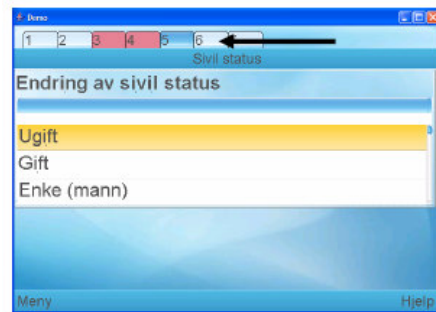 Demo
1 2 3 4 5 6
Sivil status
Endring av sivil status
Ugift
Gift
Enke (mann)
Meny Hjelp